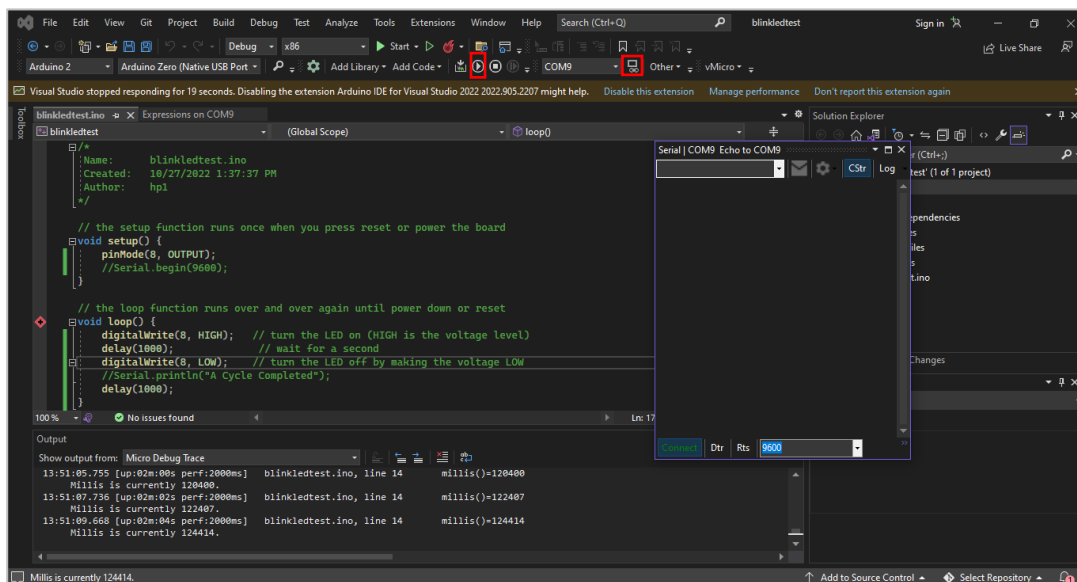 File Edit View Git Project Build Debug Test Analyze Tools Extensions Window Help Search (Ctrl+Q) blinkledtest Sign in
Debug x86 Start Live Share
Arduino 2 Arduino Zero (Native USB Port Add Library Add Code COM9 Other vMicro
Visual Studio stopped responding for 19 seconds. Disabling the extension Arduino IDE for Visual Studio 2022 2022.905.2207 might help. Disable this extension Manage performance Don't report this extension again
Toolbox
blinkledtest.ino Expressions on COM9
blinkledtest (Global Scope) loop()
/*
Name: blinkledtest.ino
Created: 10/27/2022 1:37:37 PM
Author: hp1
*/
// the setup function runs once when you press reset or power the board
void setup() {
pinMode(8, OUTPUT);
//Serial.begin(9600);
}
// the loop function runs over and over again until power down or reset
void loop() {
digitalWrite(8, HIGH); // turn the LED on (HIGH is the voltage level)
delay(1000); // wait for a second
digitalWrite(8, LOW); // turn the LED off by making the voltage LOW
//Serial.println("A Cycle Completed");
delay(1000);
}
100 % No issues found Ln: 17
Serial | COM9 Echo to COM9
CStr Log
Connect Dtr Rts 9600
Solution Explorer
r (Ctrl+;)
test' (1 of 1 project)
ependencies
es
iles
s
t.ino
Changes
Output
Show output from: Micro Debug Trace
13:51:05.755 [up:02m:00s perf:2000ms] blinkledtest.ino, line 14 millis()=120400
Millis is currently 120400.
13:51:07.736 [up:02m:02s perf:2000ms] blinkledtest.ino, line 14 millis()=122407
Millis is currently 122407.
13:51:09.668 [up:02m:04s perf:2000ms] blinkledtest.ino, line 14 millis()=124414
Millis is currently 124414.
Millis is currently 124414. Add to Source Control Select Repository